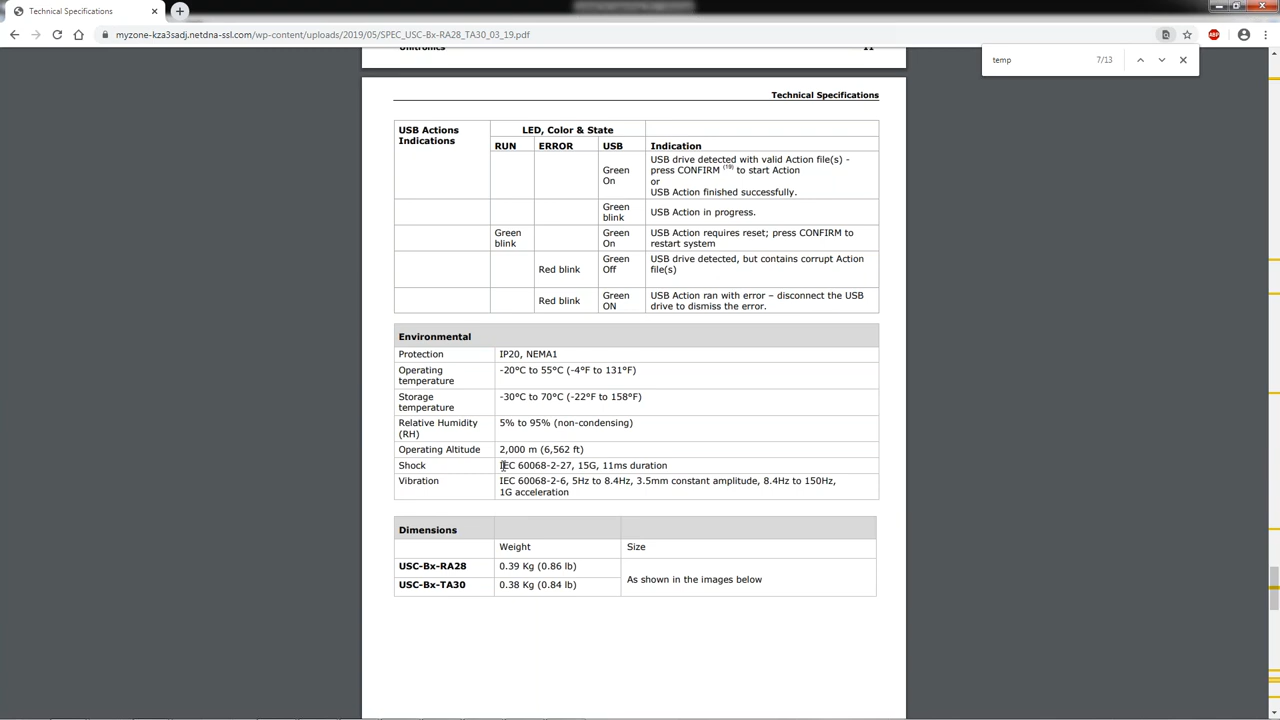 Technical Specifications
myzone-kza3sadj.netdna-ssl.com/wp-content/uploads/2019/05/SPEC_USC-Bx-RA28_TA30_03_19.pdf
ABP
temp 7/13
Unitronics 11
Technical Specifications
USB Actions Indications
LED, Color & State
RUN ERROR USB Indication
Green On
USB drive detected with valid Action file(s) -
press CONFIRM (19) to start Action
or
USB Action finished successfully.
Green blink
USB Action in progress.
Green blink
Green On
USB Action requires reset; press CONFIRM to
restart system
Red blink
Green Off
USB drive detected, but contains corrupt Action
file(s)
Red blink
Green ON
USB Action ran with error – disconnect the USB
drive to dismiss the error.
Environmental
Protection IP20, NEMA1
Operating temperature -20°C to 55°C (-4°F to 131°F)
Storage temperature -30°C to 70°C (-22°F to 158°F)
Relative Humidity (RH) 5% to 95% (non-condensing)
Operating Altitude 2,000 m (6,562 ft)
Shock IEC 60068-2-27, 15G, 11ms duration
Vibration IEC 60068-2-6, 5Hz to 8.4Hz, 3.5mm constant amplitude, 8.4Hz to 150Hz,
1G acceleration
Dimensions
Weight Size
USC-Bx-RA28 0.39 Kg (0.86 lb)
As shown in the images below
USC-Bx-TA30 0.38 Kg (0.84 lb)